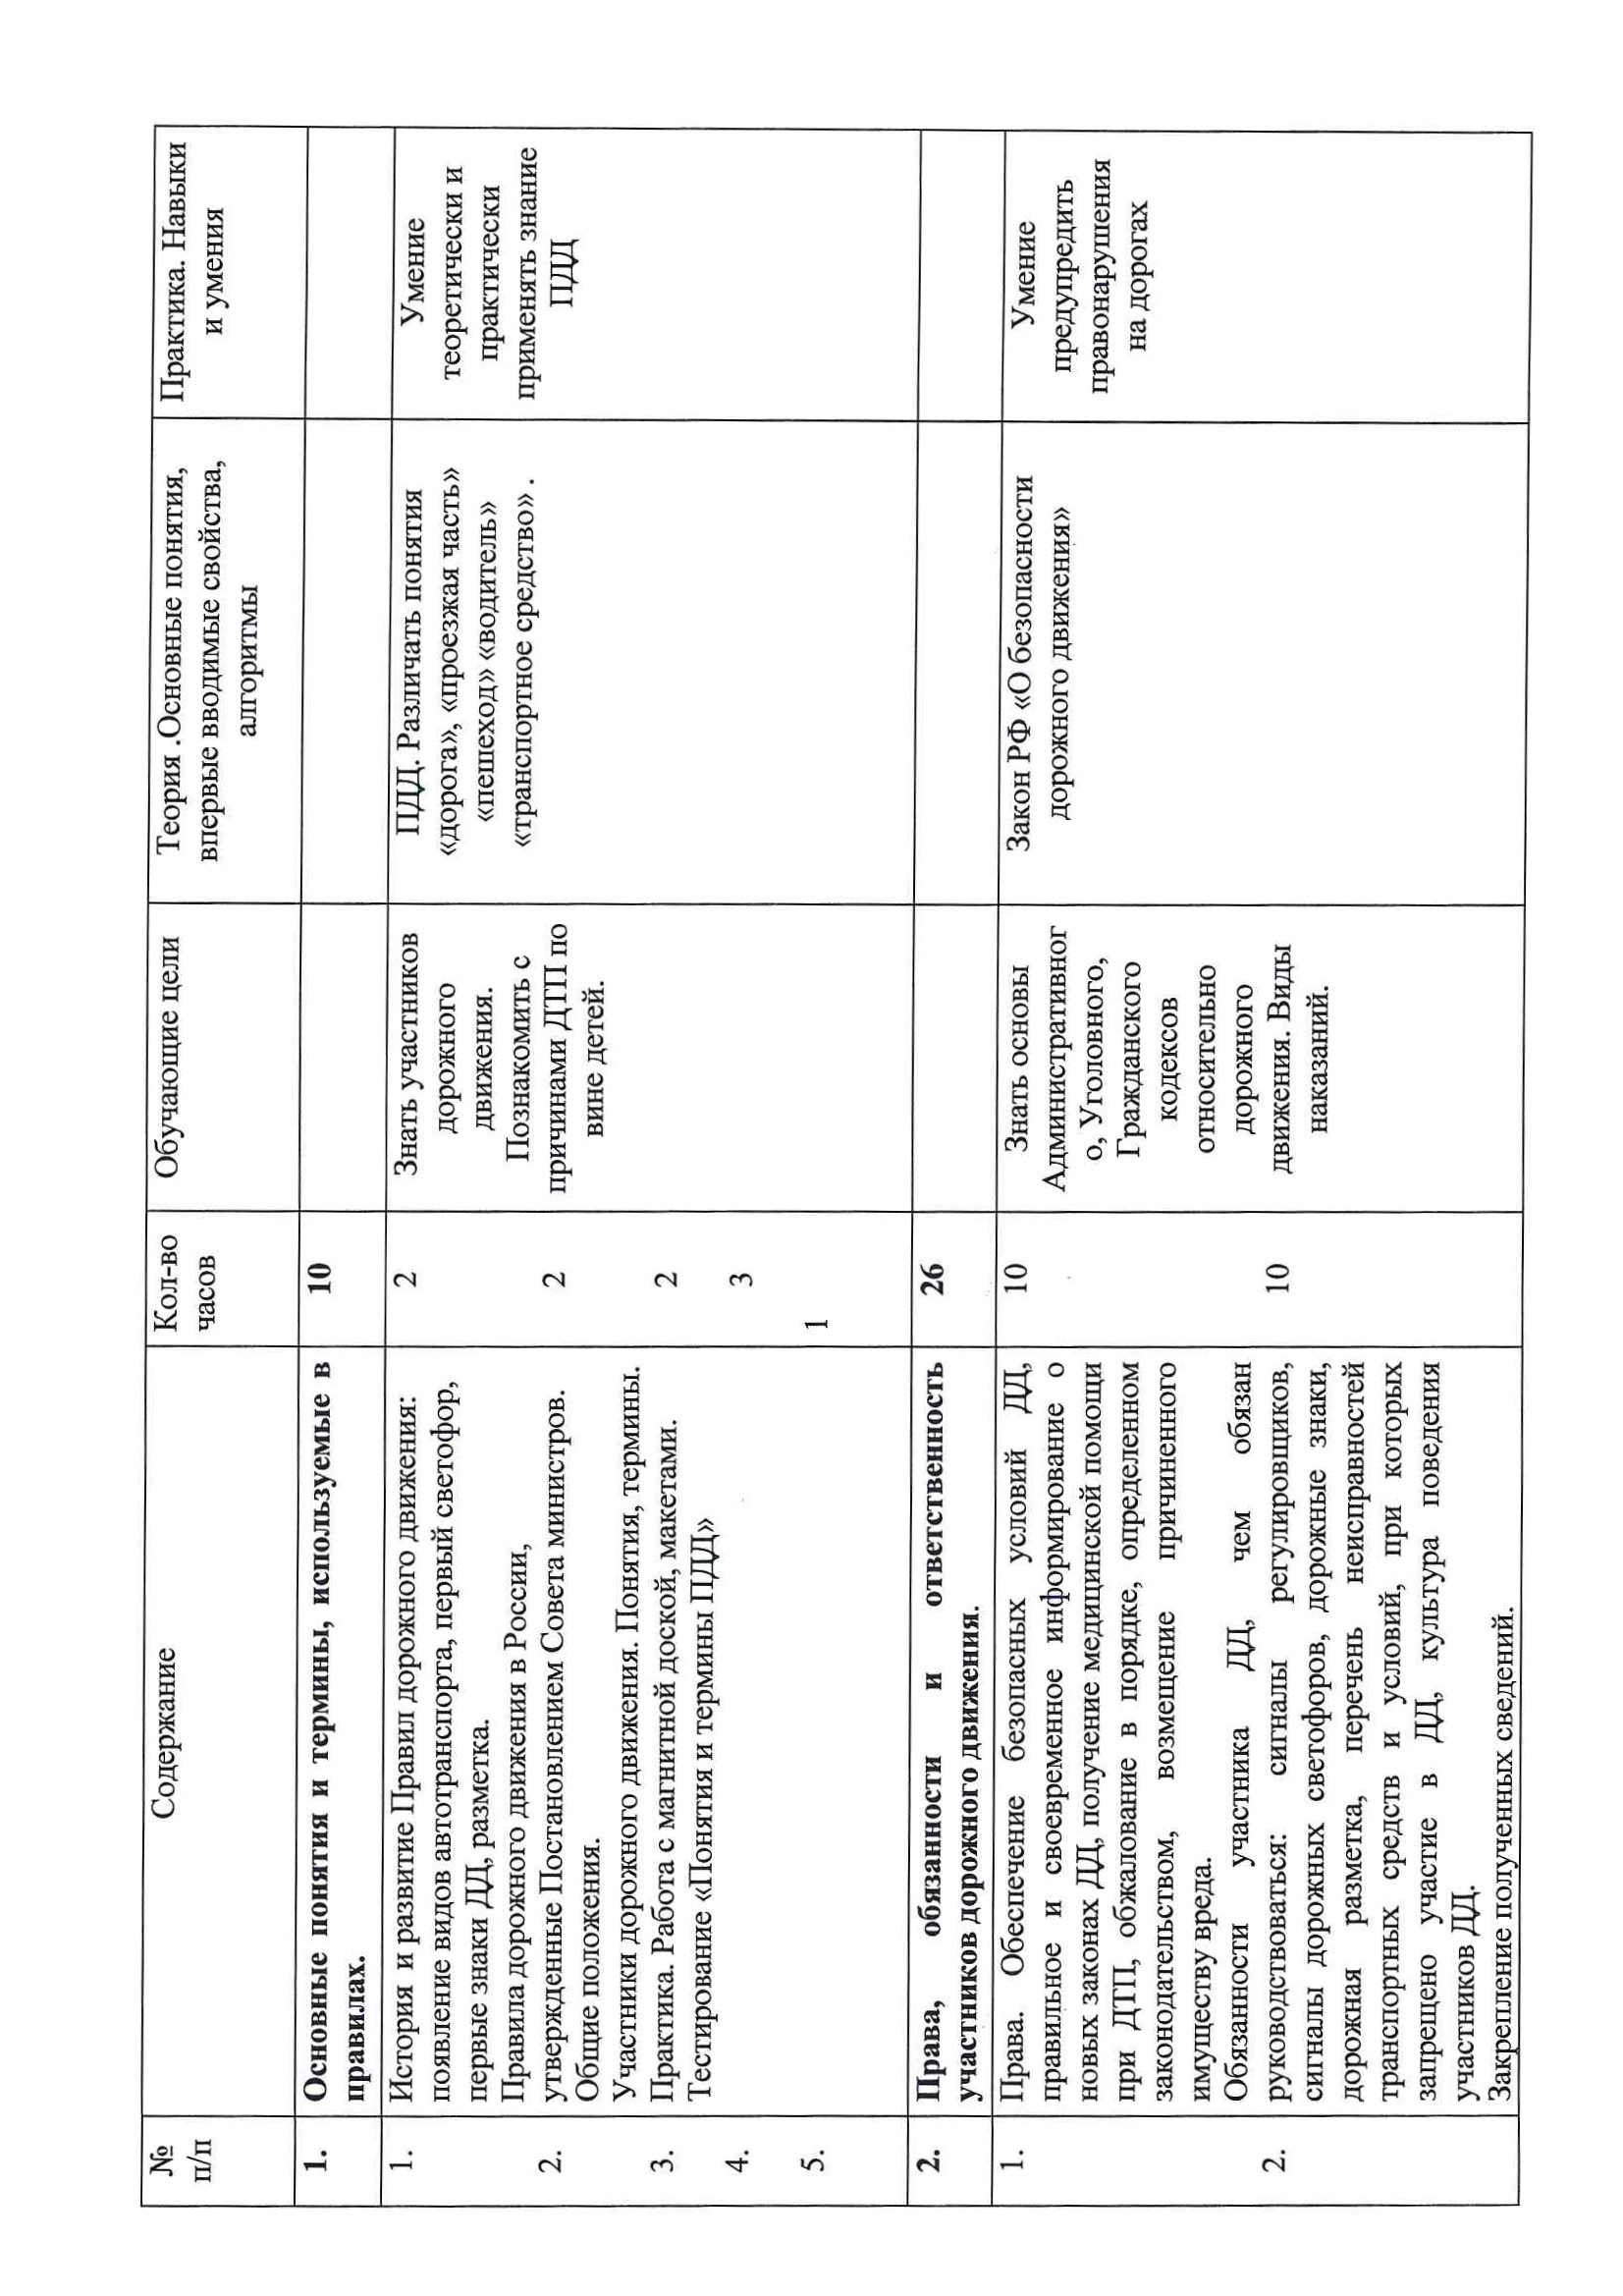 №
п/п
Содержание
Кол-во
часов
Обучающие цели
Теория .Основные понятия,
впервые вводимые свойства,
алгоритмы
Практика. Навыки
и умения
1.
Основные понятия и термины, используемые в
правилах.
10
1.
2.
3.
4.
5.
История и развитие Правил дорожного движения:
появление видов автотранспорта, первый светофор,
первые знаки ДД, разметка.
Правила дорожного движения в России,
утвержденные Постановлением Совета министров.
Общие положения.
Участники дорожного движения. Понятия, термины.
Практика. Работа с магнитной доской, макетами.
Тестирование «Понятия и термины ПДД»
2
2
2
3
1
Знать участников
дорожного
движения.
Познакомить с
причинами ДТП по
вине детей.
ПДД. Различать понятия
«дорога», «проезжая часть»
«пешеход» «водитель»
«транспортное средство» .
Умение
теоретически и
практически
применять знание
ПДД
2.
Права, обязанности и ответственность
участников дорожного движения.
26
1.
2.
Права. Обеспечение безопасных условий ДД,
правильное и своевременное информирование о
новых законах ДД, получение медицинской помощи
при ДТП, обжалование в порядке, определенном
законодательством, возмещение причиненного
имуществу вреда.
Обязанности участника ДД, чем обязан
руководствоваться: сигналы регулировщиков,
сигналы дорожных светофоров, дорожные знаки,
дорожная разметка, перечень неисправностей
транспортных средств и условий, при которых
запрещено участие в ДД, культура поведения
участников ДД.
Закрепление полученных сведений.
10
10
Знать основы
Административног
о, Уголовного,
Гражданского
кодексов
относительно
дорожного
движения. Виды
наказаний.
Закон РФ «О безопасности
дорожного движения»
Умение
предупредить
правонарушения
на дорогах